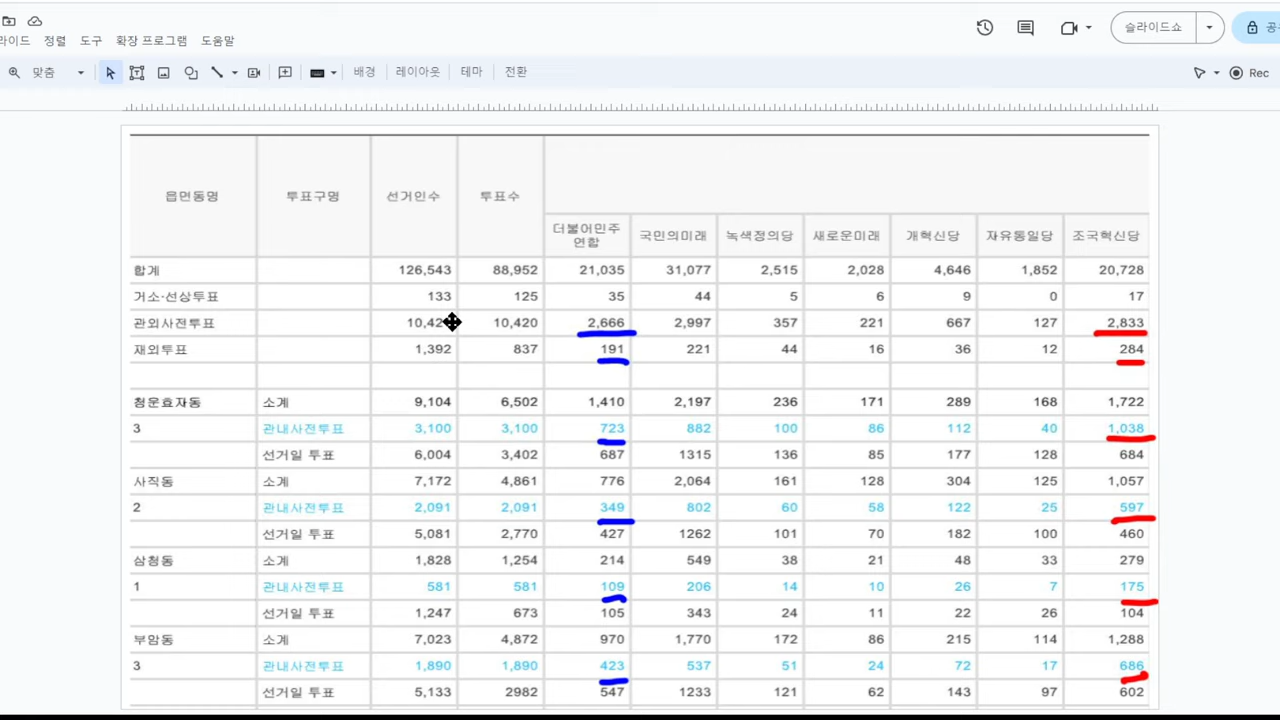 슬라이드쇼
라이드 정렬 도구 확장 프로그램 도움말
맞춤 배경 레이아웃 테마 전환 Rec
읍면동명 투표구명 선거인수 투표수
더불어민주
연합 국민의미래 녹색정의당 새로운미래 개혁신당 자유통일당 조국혁신당
합계 126,543 88,952 21,035 31,077 2,515 2,028 4,646 1,852 20,728
거소·선상투표 133 125 35 44 5 6 9 0 17
관외사전투표 10,42 10,420 2,666 2,997 357 221 667 127 2,833
재외투표 1,392 837 191 221 44 16 36 12 284
청운효자동 소계 9,104 6,502 1,410 2,197 236 171 289 168 1,722
3 관내사전투표 3,100 3,100 723 882 100 86 112 40 1,038
선거일 투표 6,004 3,402 687 1315 136 85 177 128 684
사직동 소계 7,172 4,861 776 2,064 161 128 304 125 1,057
2 관내사전투표 2,091 2,091 349 802 60 58 122 25 597
선거일 투표 5,081 2,770 427 1262 101 70 182 100 460
삼청동 소계 1,828 1,254 214 549 38 21 48 33 279
1 관내사전투표 581 581 109 206 14 10 26 7 175
선거일 투표 1,247 673 105 343 24 11 22 26 104
부암동 소계 7,023 4,872 970 1,770 172 86 215 114 1,288
3 관내사전투표 1,890 1,890 423 537 51 24 72 17 686
선거일 투표 5,133 2982 547 1233 121 62 143 97 602